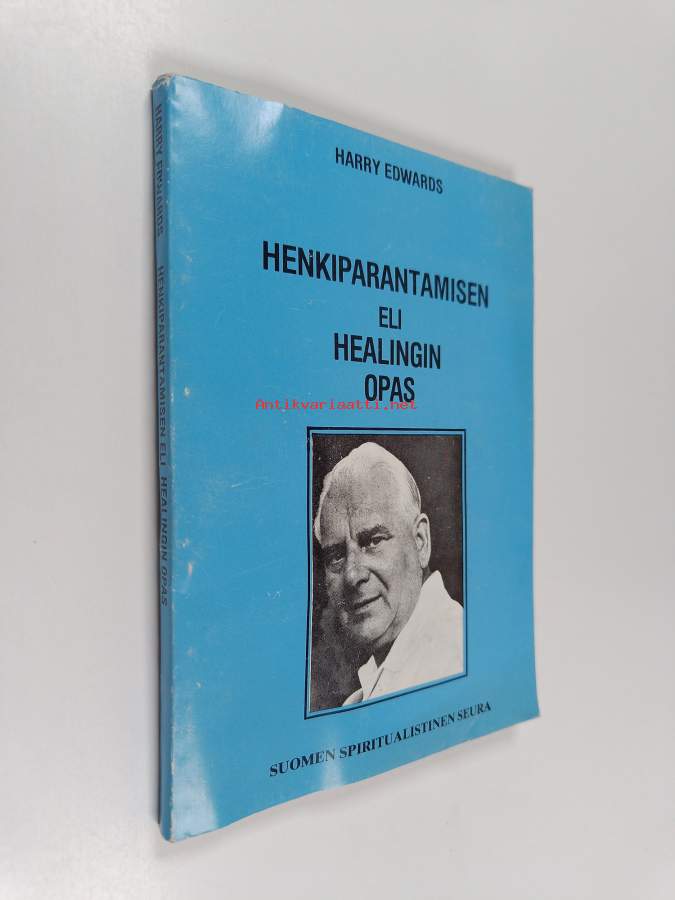 HARRY EDWARDS
HENKIPARANTAMISEN
ELI
HEALINGIN
OPAS
Antikvariaatti.net
SUOMEN SPIRITUALISTINEN SEURA
HARRY EDWARDS HENKIPARANTAMISEN ELI HEALINGIN OPAS